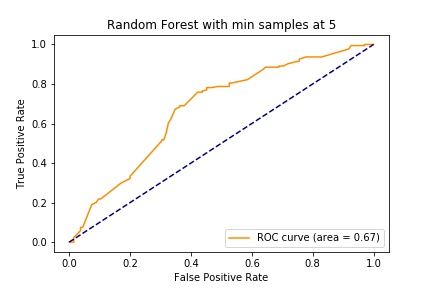 Random Forest with min samples at 5
True Positive Rate
1.0
0.8
0.6
0.4
0.2
0.0
ROC curve (area = 0.67)
0.0 0.2 0.4 0.6 0.8 1.0
False Positive Rate